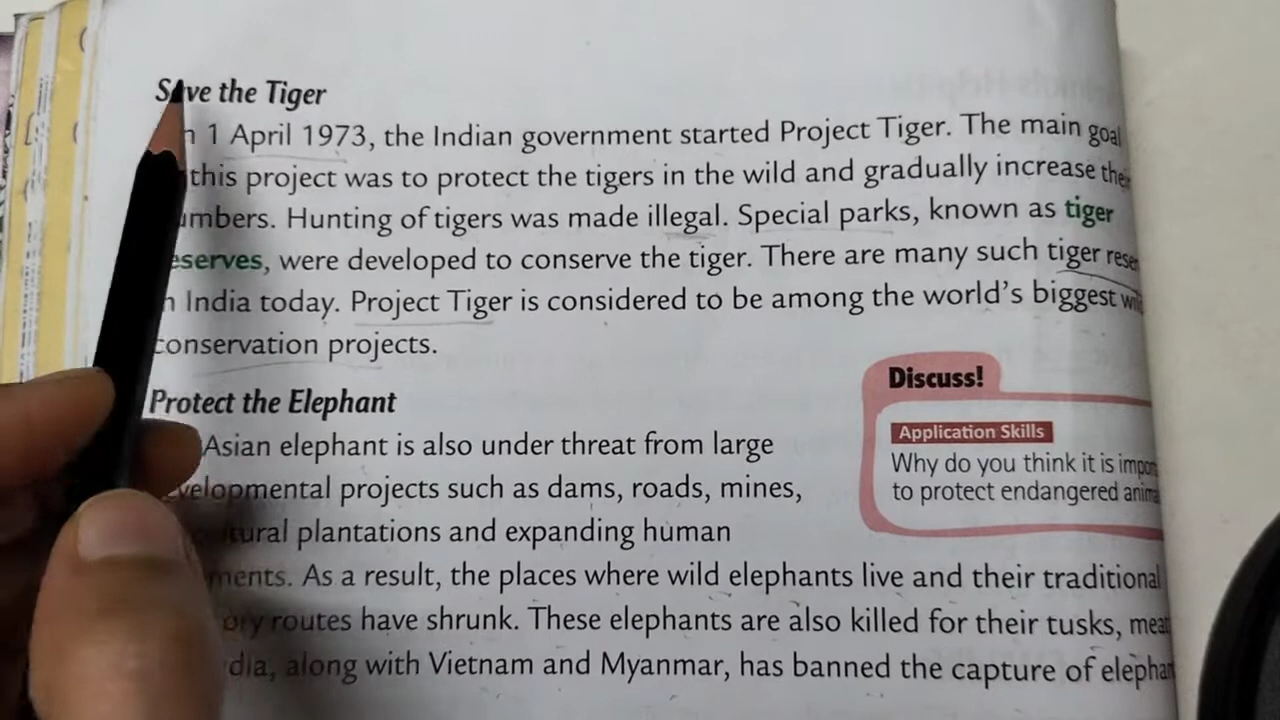 Save the Tiger
1 April 1973, the Indian government started Project Tiger. The main goal
this project was to protect the tigers in the wild and gradually increase
Hunting of tigers was made illegal. Special parks, known as tiger
were developed to conserve the tiger. There are many such tiger
India today. Project Tiger is considered to be among the world's biggest
conservation projects.
Protect the Elephant
Asian elephant is also under threat from large
developmental projects such as dams, roads, mines,
plantations and expanding human
As a result, the places where wild elephants live and their traditional
routes have shrunk. These elephants are also killed for their tusks,
along with Vietnam and Myanmar, has banned the capture of
Discuss!
Application Skills
Why do you think it is
to protect endangered